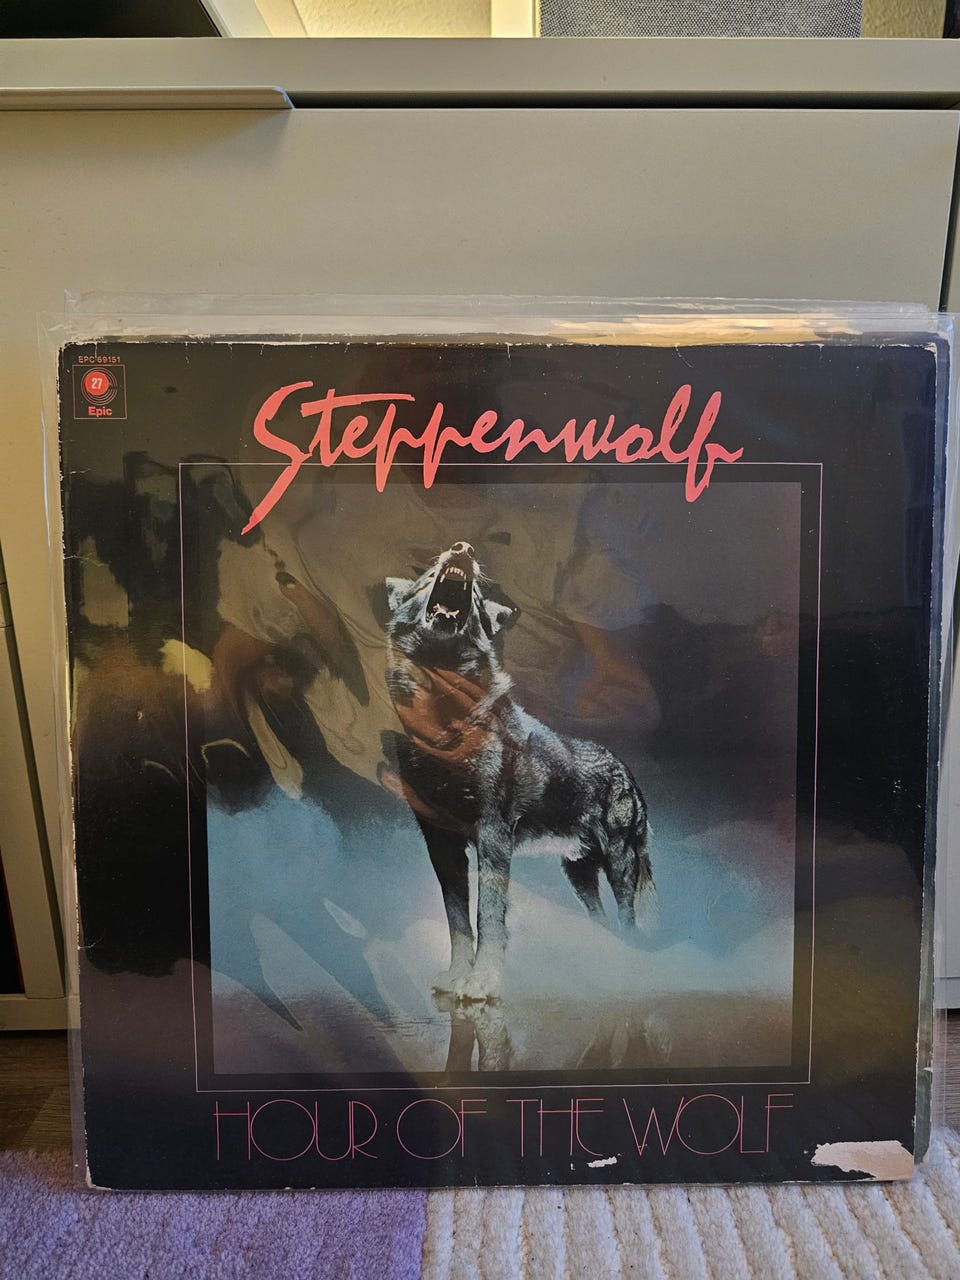 EPC 69151
27
Epic
Steppenwolf
HOUR OF THE WOLF